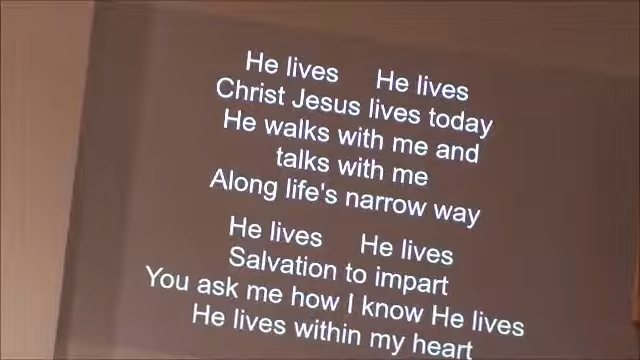 He lives He lives
Christ Jesus lives today
He walks with me and
talks with me
Along life's narrow way
He lives He lives
Salvation to impart
You ask me how I know He lives
He lives within my heart